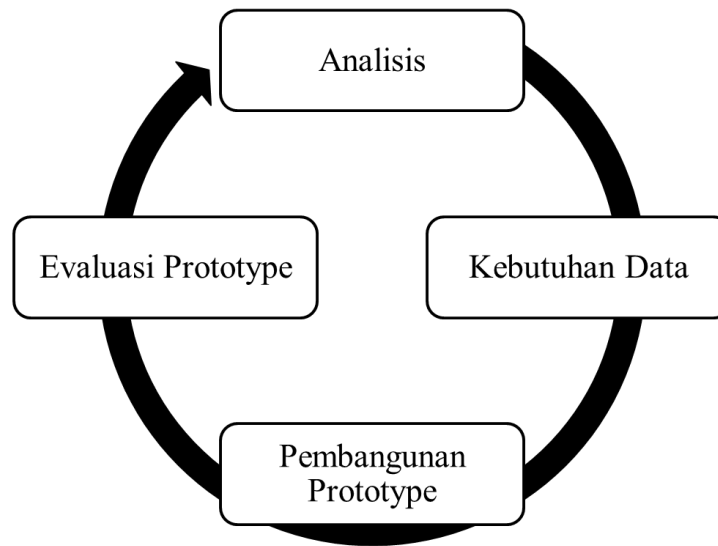 Analisis
Evaluasi Prototype
Kebutuhan Data
Pembangunan
Prototype